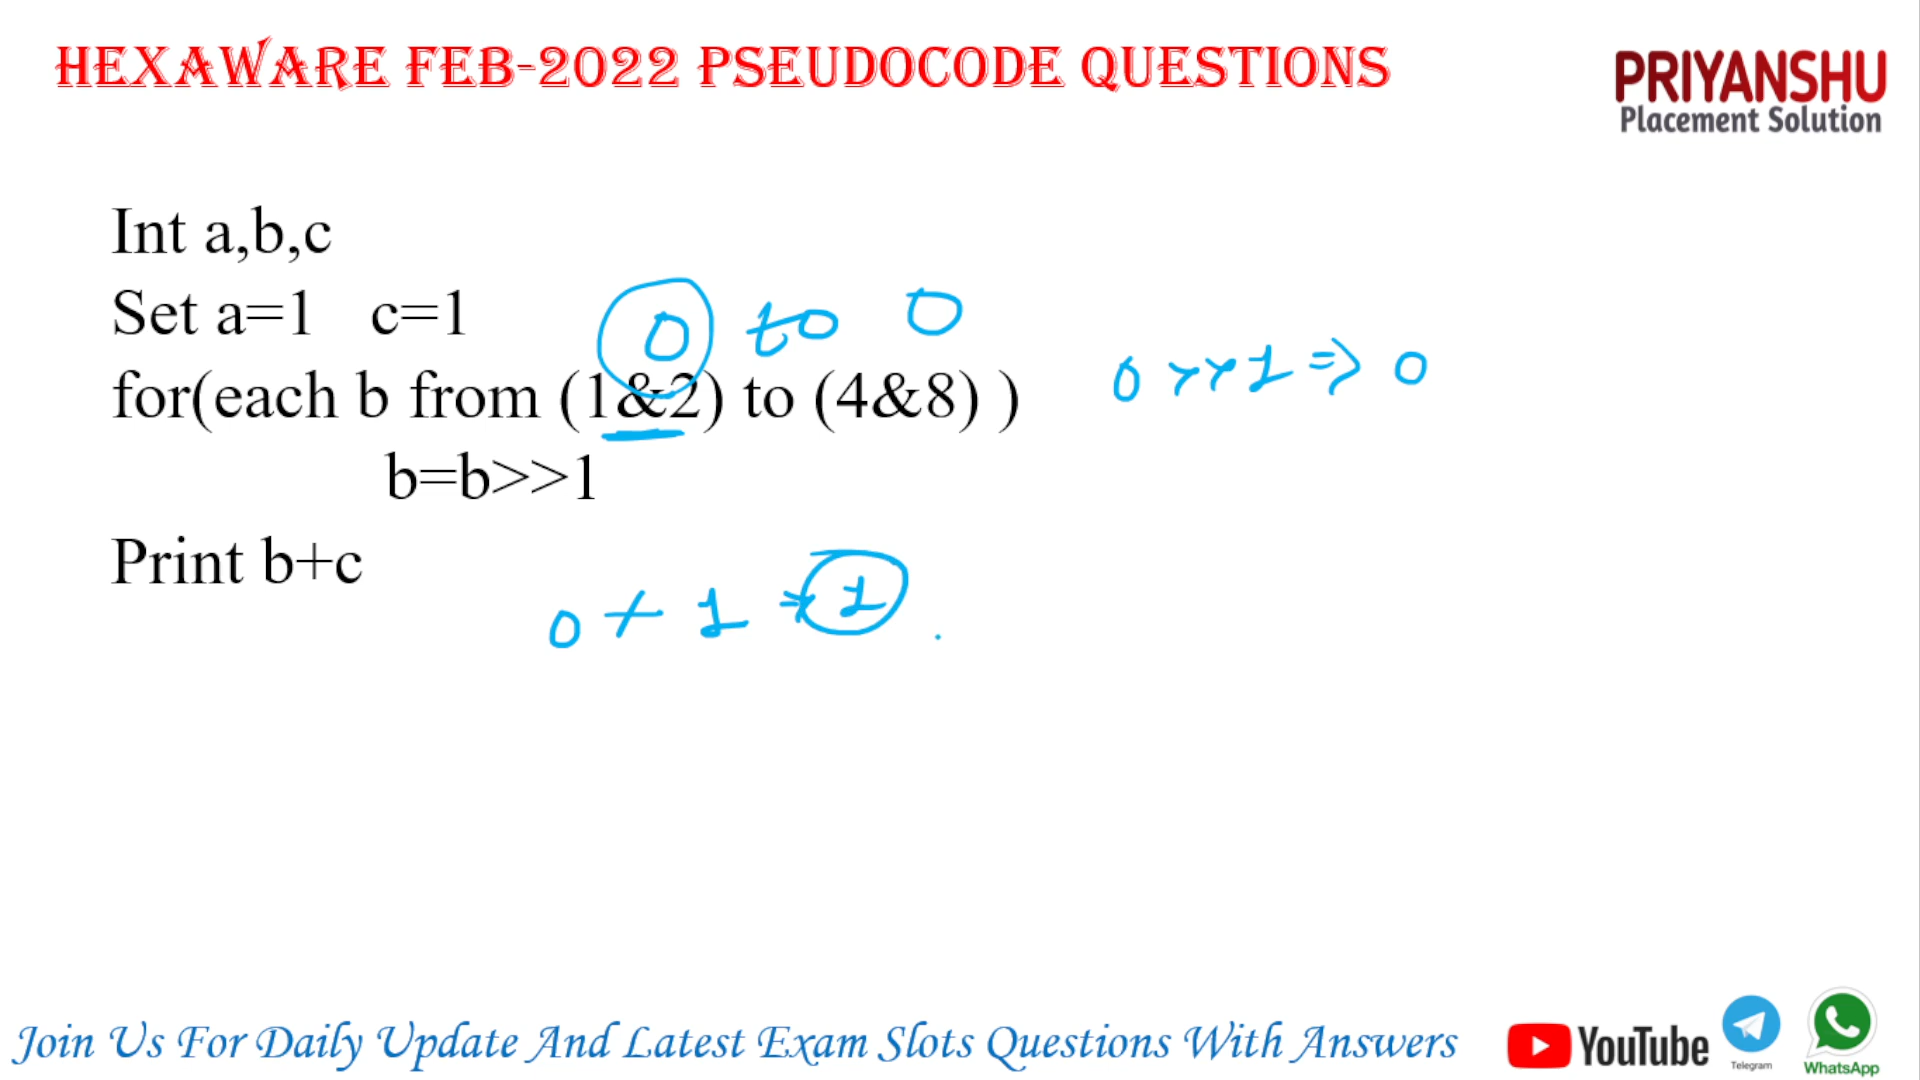 HEXAWARE FEB-2022 PSEUDOCODE QUESTIONS
PRIYANSHU
Placement Solution
Int a,b,c
Set a=1 c=1
0 to 0
for(each b from (1&2) to (4&8) )
0 >> 1 => 0
b=b>>1
Print b+c
0 + 1 => 1
Join Us For Daily Update And Latest Exam Slots Questions With Answers
YouTube
Telegram
WhatsApp